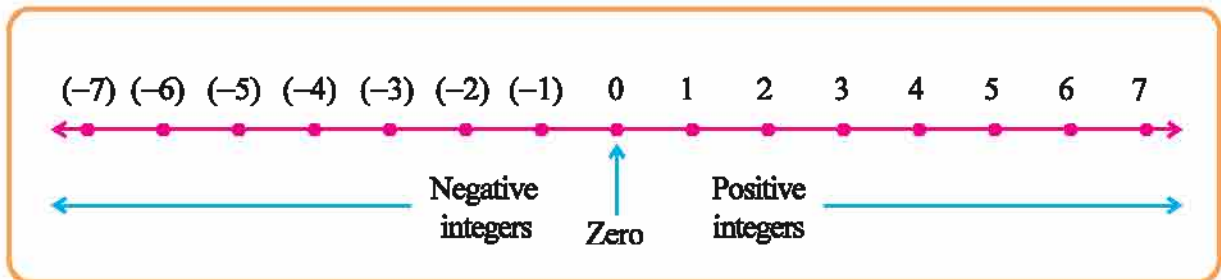 (–7) (–6) (–5) (–4) (–3) (–2) (–1) 0 1 2 3 4 5 6 7
Negative
integers
Zero
Positive
integers